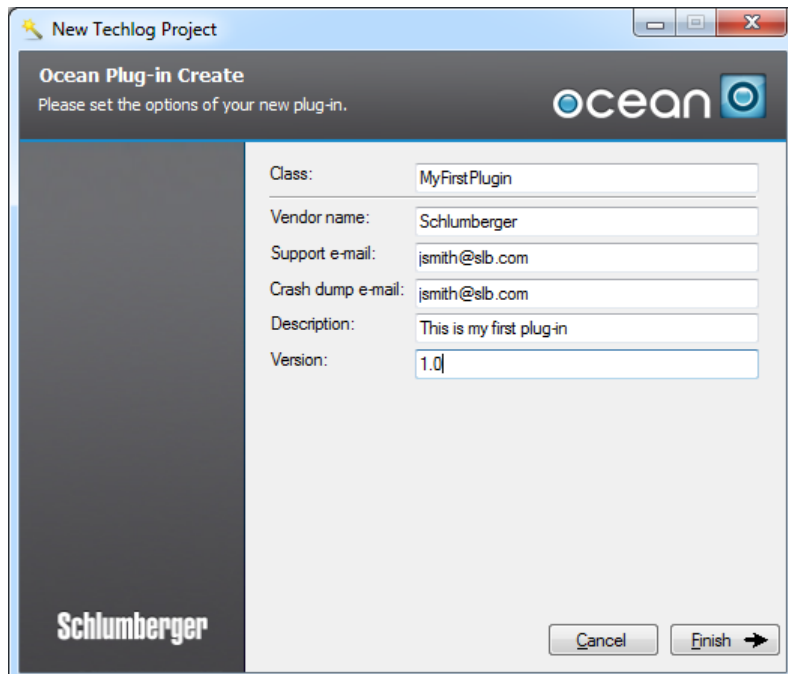 New Techlog Project
Ocean Plug-in Create
Please set the options of your new plug-in.
ocean
Class: MyFirstPlugin
Vendor name: Schlumberger
Support e-mail: jsmith@slb.com
Crash dump e-mail: jsmith@slb.com
Description: This is my first plug-in
Version: 1.0
Schlumberger
Cancel Finish